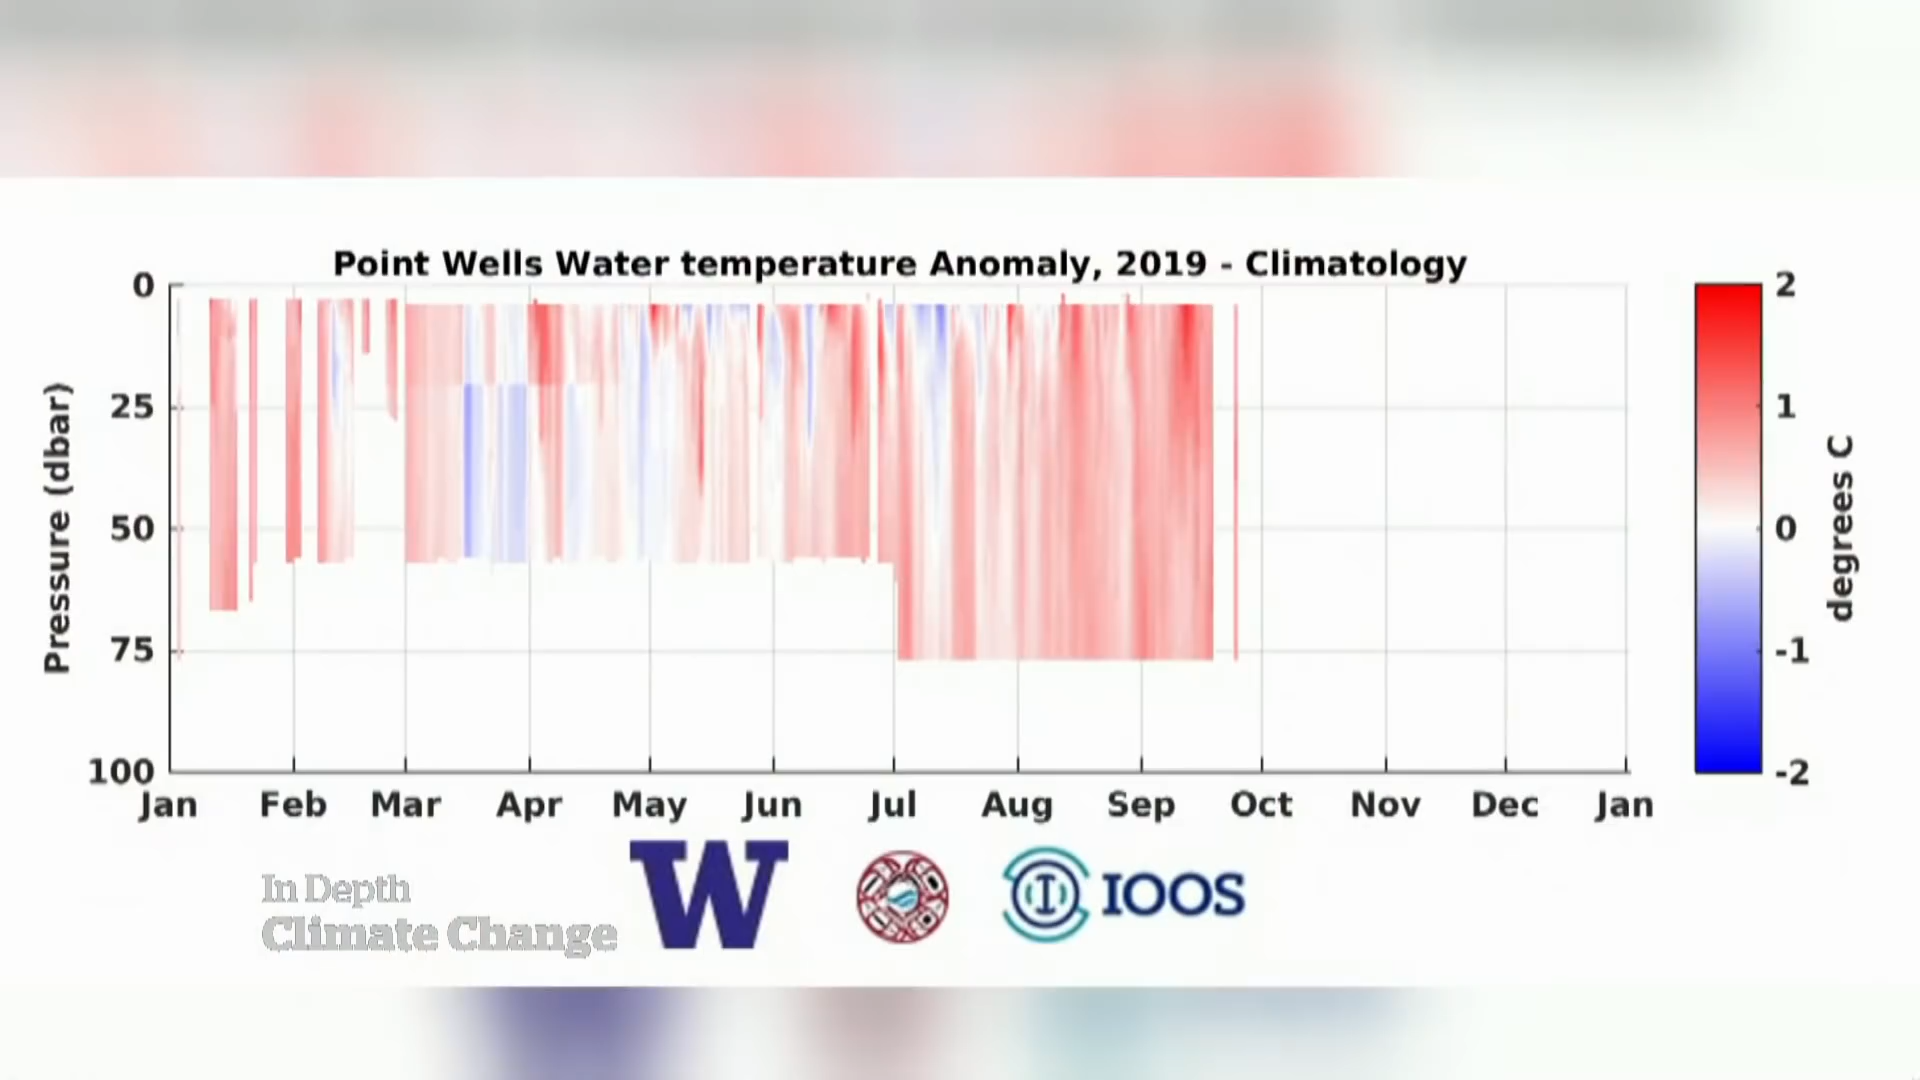 Point Wells Water temperature Anomaly, 2019 - Climatology
0
25
50
75
100
Pressure (dbar)
Jan Feb Mar Apr May Jun Jul Aug Sep Oct Nov Dec Jan
2
1
0
-1
-2
degrees C
In Depth
Climate Change
W
IOOS